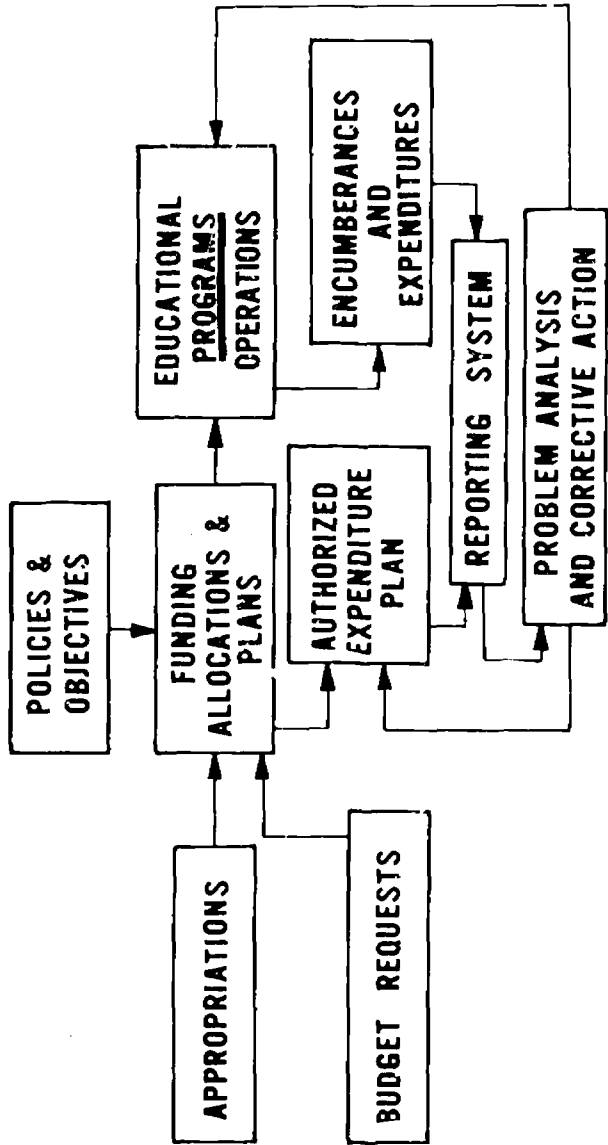 POLICIES &
OBJECTIVES
APPROPRIATIONS
FUNDING
ALLOCATIONS &
PLANS
EDUCATIONAL
PROGRAMS
OPERATIONS
BUDGET REQUESTS
AUTHORIZED
EXPENDITURE
PLAN
ENCUMBERANCES
AND
EXPENDITURES
REPORTING SYSTEM
PROBLEM ANALYSIS
AND CORRECTIVE ACTION